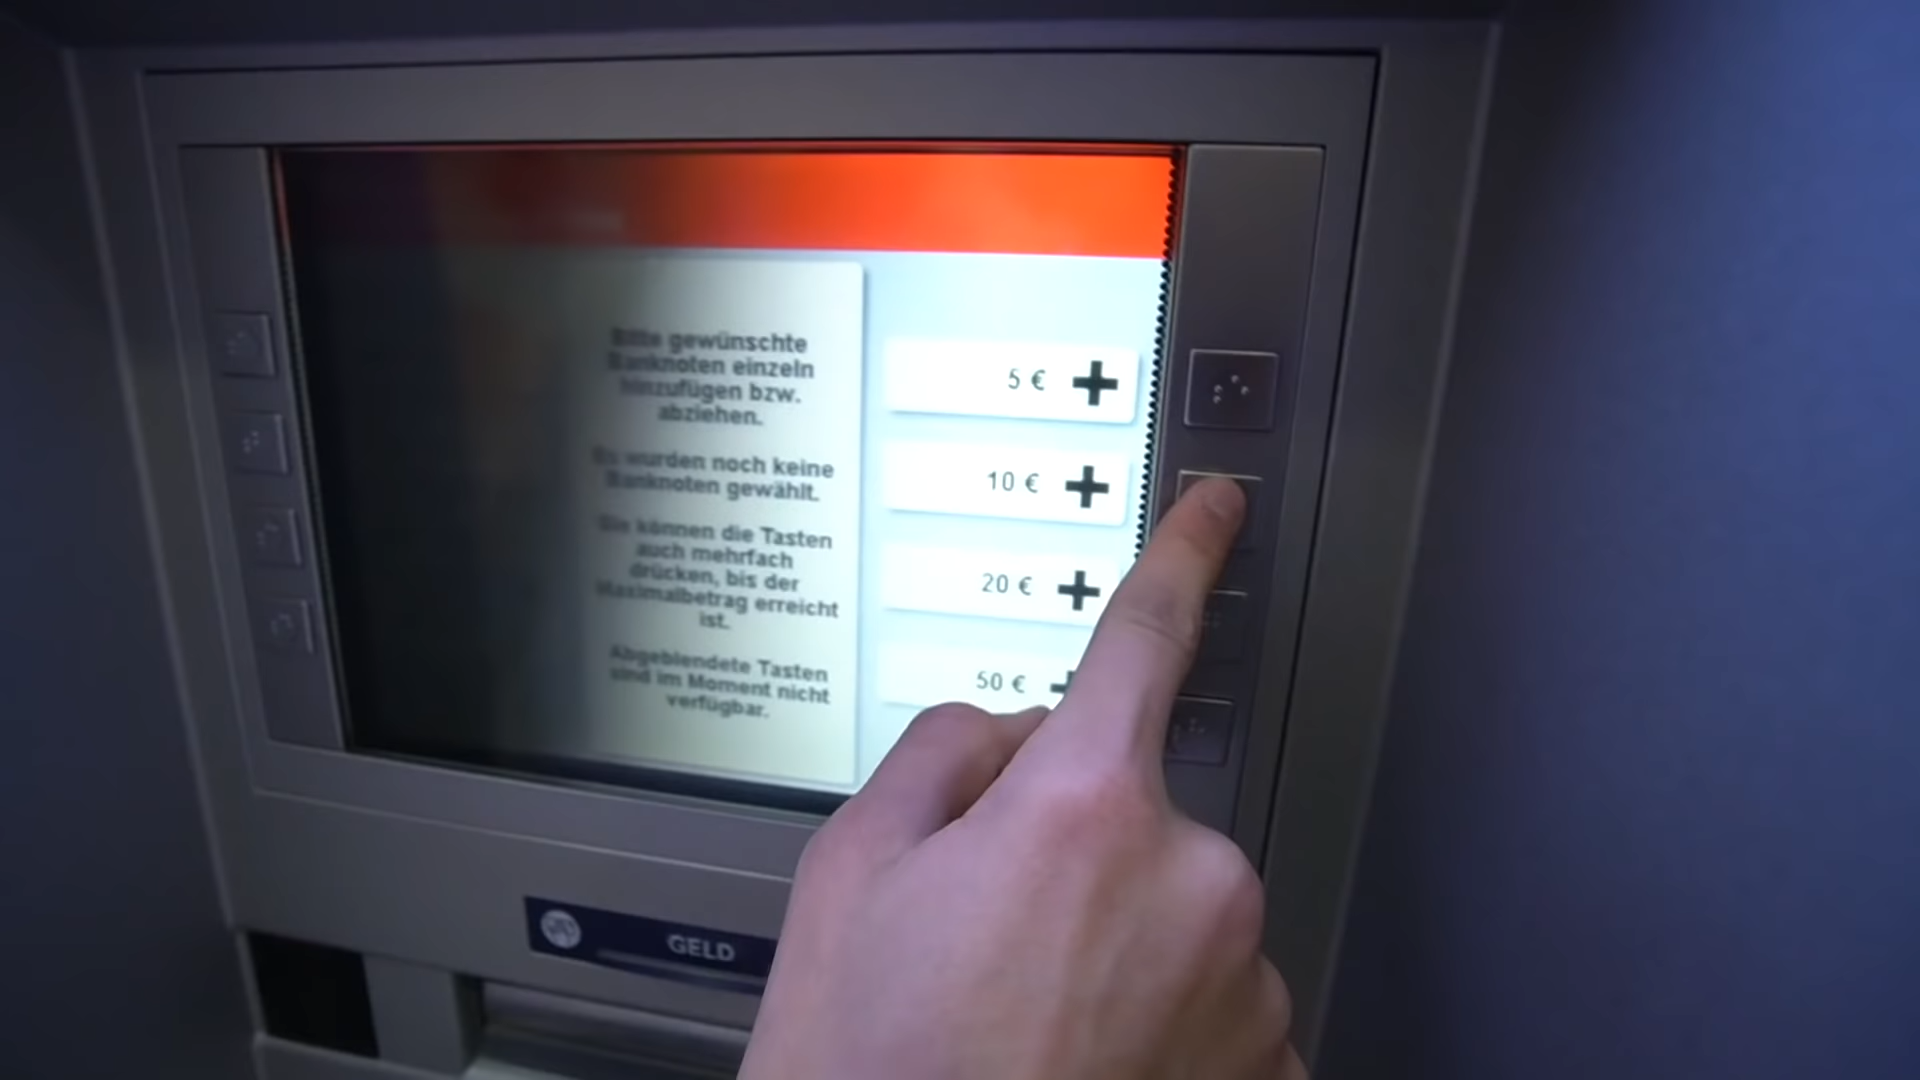 Bitte gewünschte
Banknoten einzeln
hinzufügen bzw.
abziehen.
Es wurden noch keine
Banknoten gewählt.
Sie können die Tasten
auch mehrfach
drücken, bis der
Maximalbetrag erreicht
ist.
Abgeblendete Tasten
sind im Moment nicht
verfügbar.
5 € +
10 € +
20 € +
50 € +
GELD